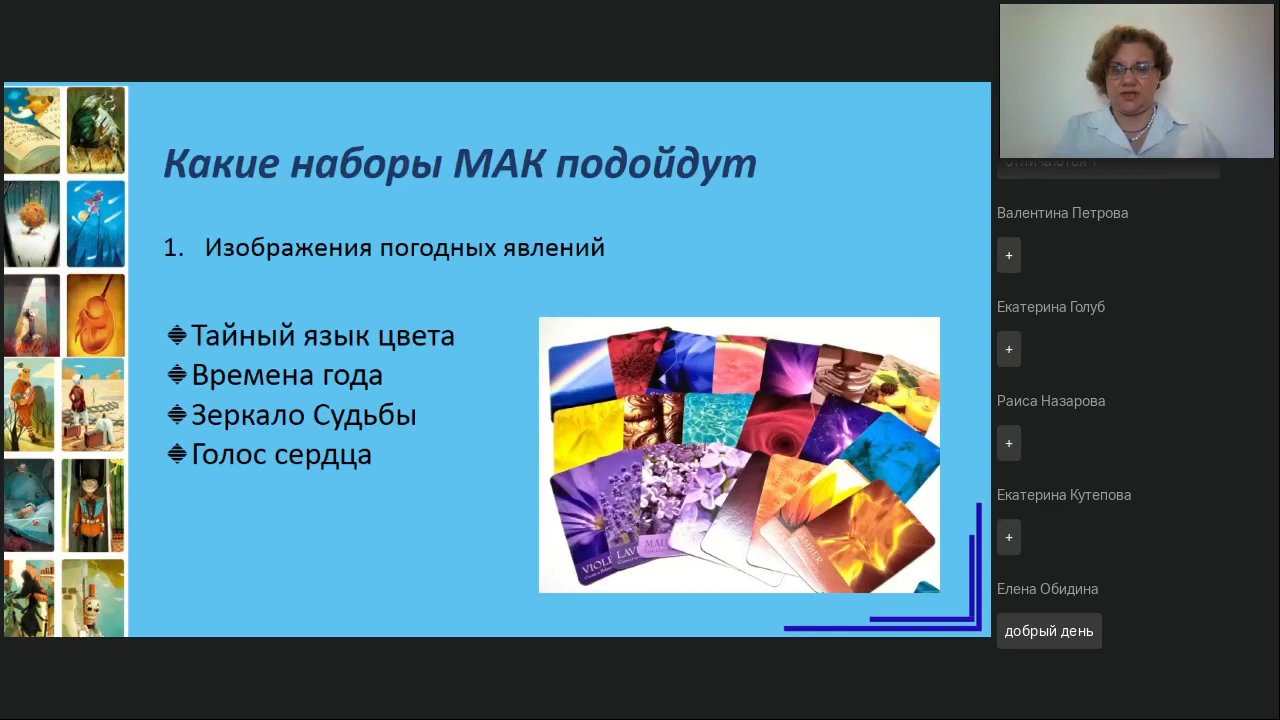 Какие наборы МАК подойдут
1. Изображения погодных явлений
Тайный язык цвета
Времена года
Зеркало Судьбы
Голос сердца
отличаются ?
Валентина Петрова
+
Екатерина Голуб
+
Раиса Назарова
+
Екатерина Кутепова
+
Елена Обидина
добрый день